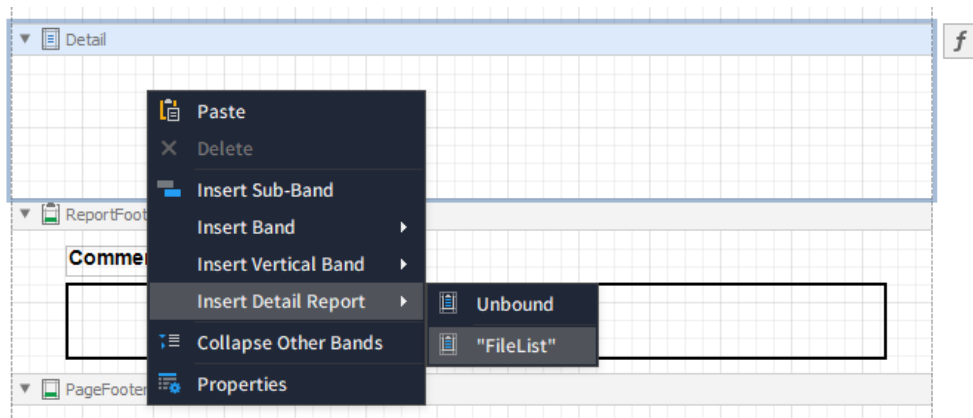 Detail
f
Paste
Delete
Insert Sub-Band
ReportFoot
Insert Band
Comme
Insert Vertical Band
Insert Detail Report
Unbound
Collapse Other Bands
"FileList"
PageFooter
Properties